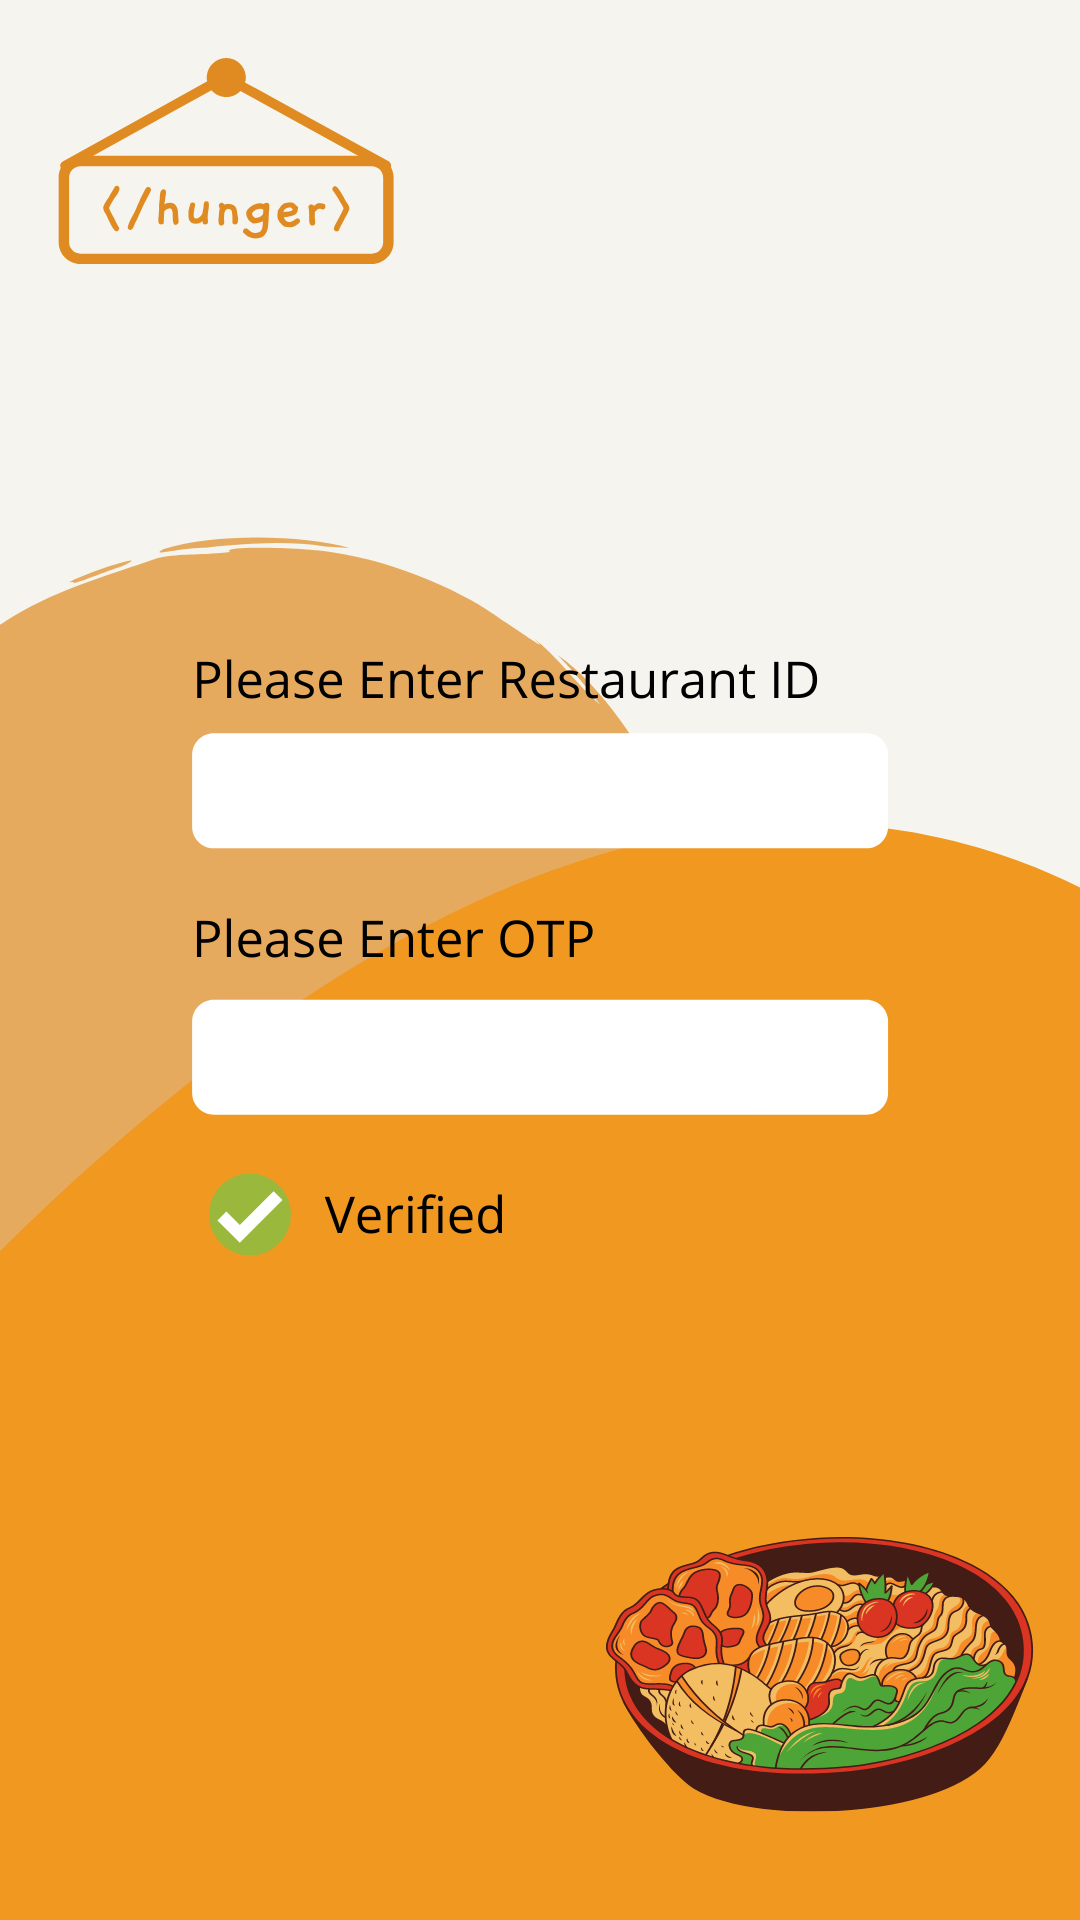 </hunger>
Please Enter Restaurant ID
Please Enter OTP
Verified